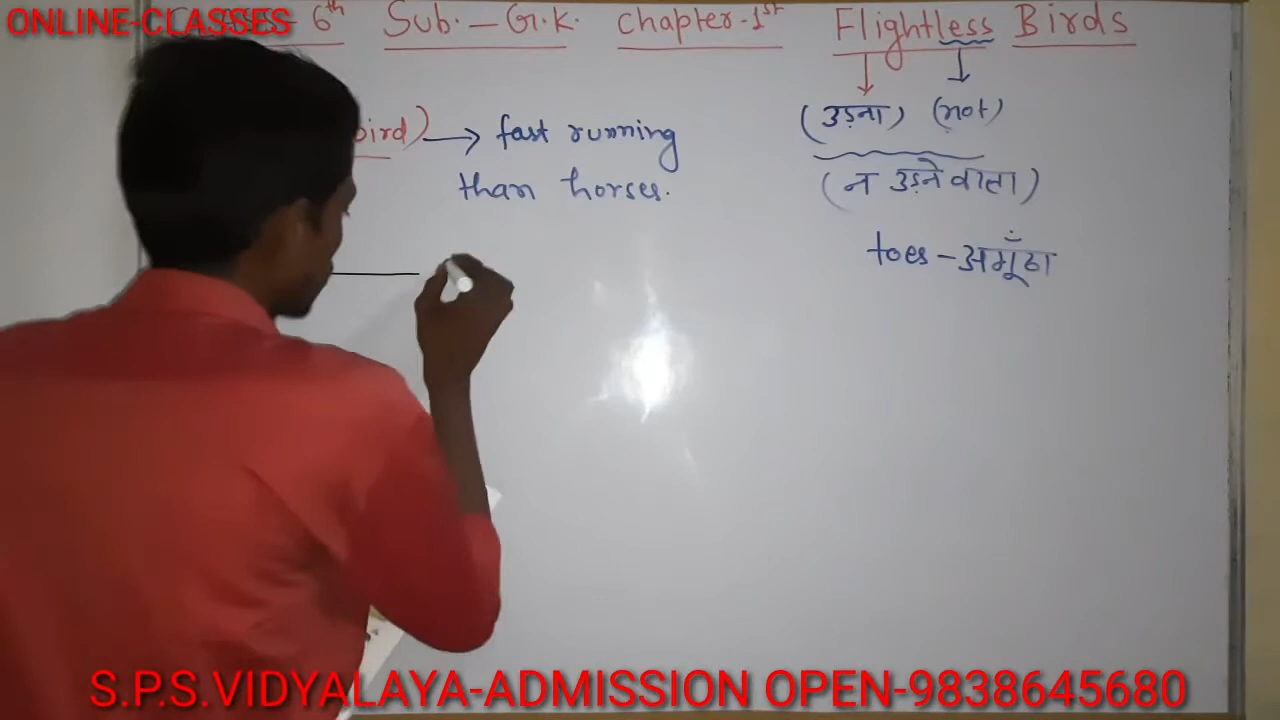 ONLINE-CLASSES
6th Sub.- G.K. Chapter-1st Flightless Birds
(उड़ना) (not)
bird) → fast running
than horses.
(न उड़ने वाला)
toes - अगूँठा
S.P.S.VIDYALAYA-ADMISSION OPEN-9838645680